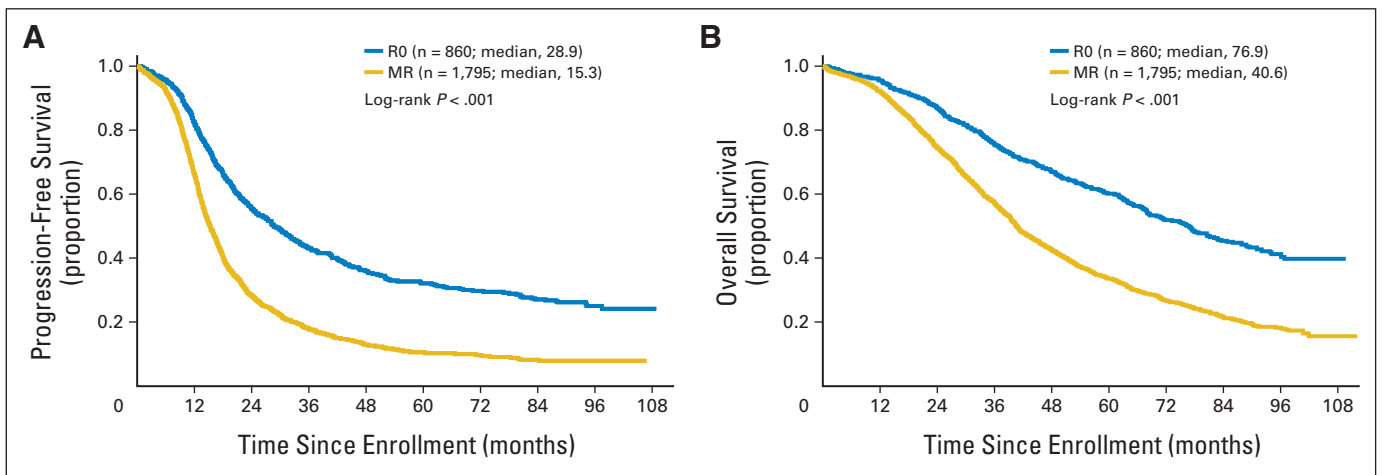 A
R0 (n = 860; median, 28.9)
MR (n = 1,795; median, 15.3)
Log-rank P < .001
Progression-Free Survival
(proportion)
1.0
0.8
0.6
0.4
0.2
0 12 24 36 48 60 72 84 96 108
Time Since Enrollment (months)
B
R0 (n = 860; median, 76.9)
MR (n = 1,795; median, 40.6)
Log-rank P < .001
Overall Survival
(proportion)
1.0
0.8
0.6
0.4
0.2
0 12 24 36 48 60 72 84 96 108
Time Since Enrollment (months)